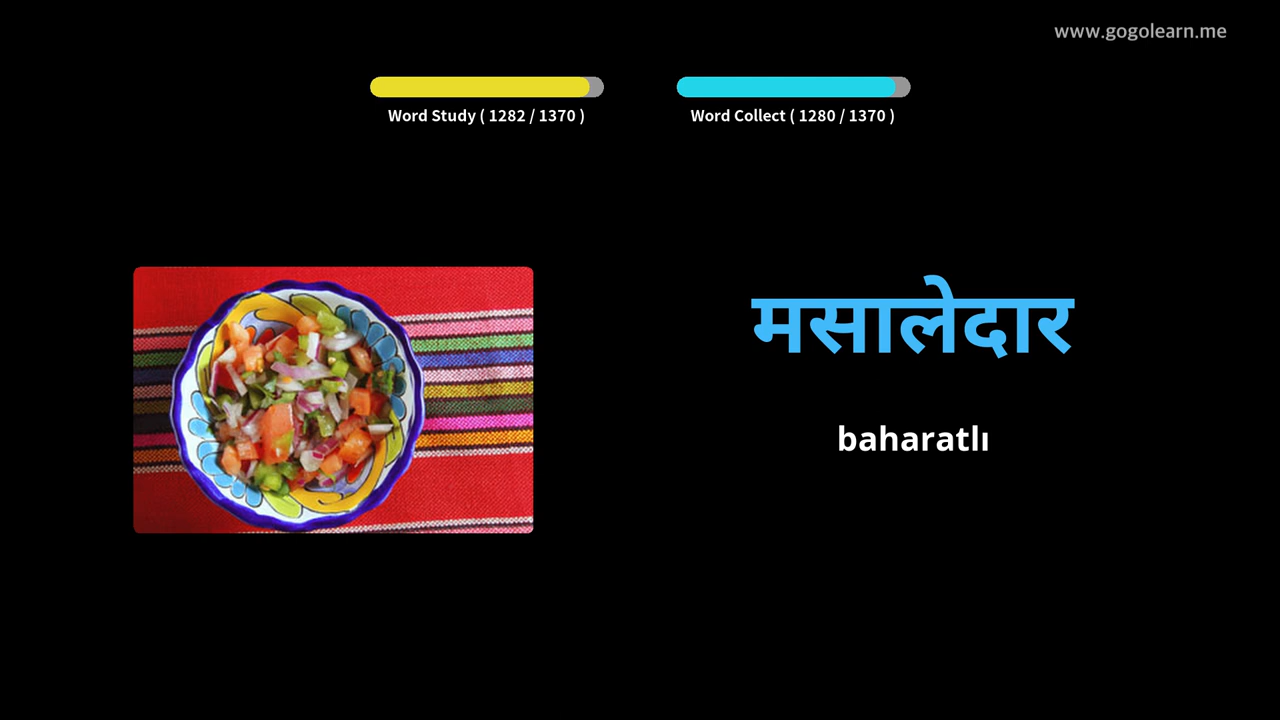 www.gogolearn.me
Word Study ( 1282 / 1370 )
Word Collect ( 1280 / 1370 )
मसालेदार
baharatlı